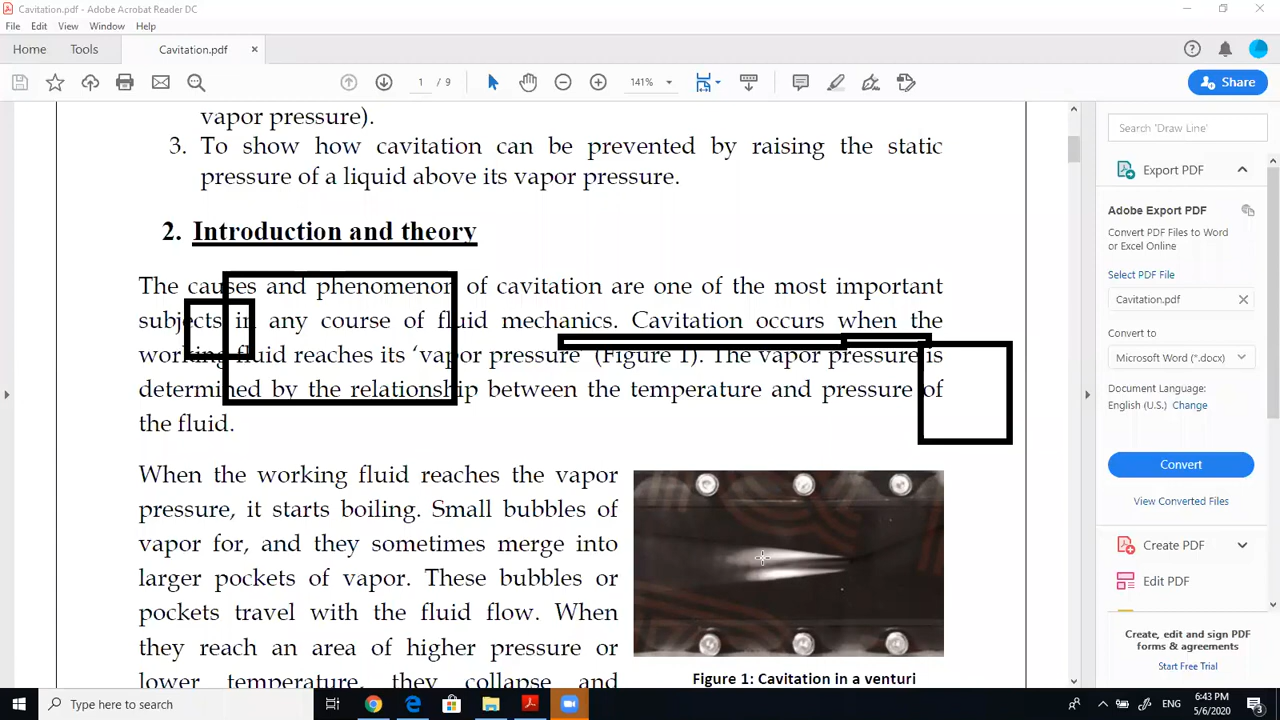 Cavitation.pdf - Adobe Acrobat Reader DC
File Edit View Window Help
Home Tools Cavitation.pdf ×
1 / 9 141% Share
vapor pressure).
3. To show how cavitation can be prevented by raising the static
pressure of a liquid above its vapor pressure.
2. Introduction and theory
The causes and phenomenon of cavitation are one of the most important
subjects in any course of fluid mechanics. Cavitation occurs when the
working fluid reaches its ‘vapor pressure’ (Figure 1). The vapor pressure is
determined by the relationship between the temperature and pressure of
the fluid.
When the working fluid reaches the vapor
pressure, it starts boiling. Small bubbles of
vapor for, and they sometimes merge into
larger pockets of vapor. These bubbles or
pockets travel with the fluid flow. When
they reach an area of higher pressure or
lower temperature, they collapse and
Figure 1: Cavitation in a venturi
Search 'Draw Line'
Export PDF
Adobe Export PDF
Convert PDF Files to Word
or Excel Online
Select PDF File
Cavitation.pdf
Convert to
Microsoft Word (*.docx)
Document Language:
English (U.S.) Change
Convert
View Converted Files
Create PDF
Edit PDF
Create, edit and sign PDF
forms & agreements
Start Free Trial
Type here to search
ENG
6:43 PM
5/6/2020
3